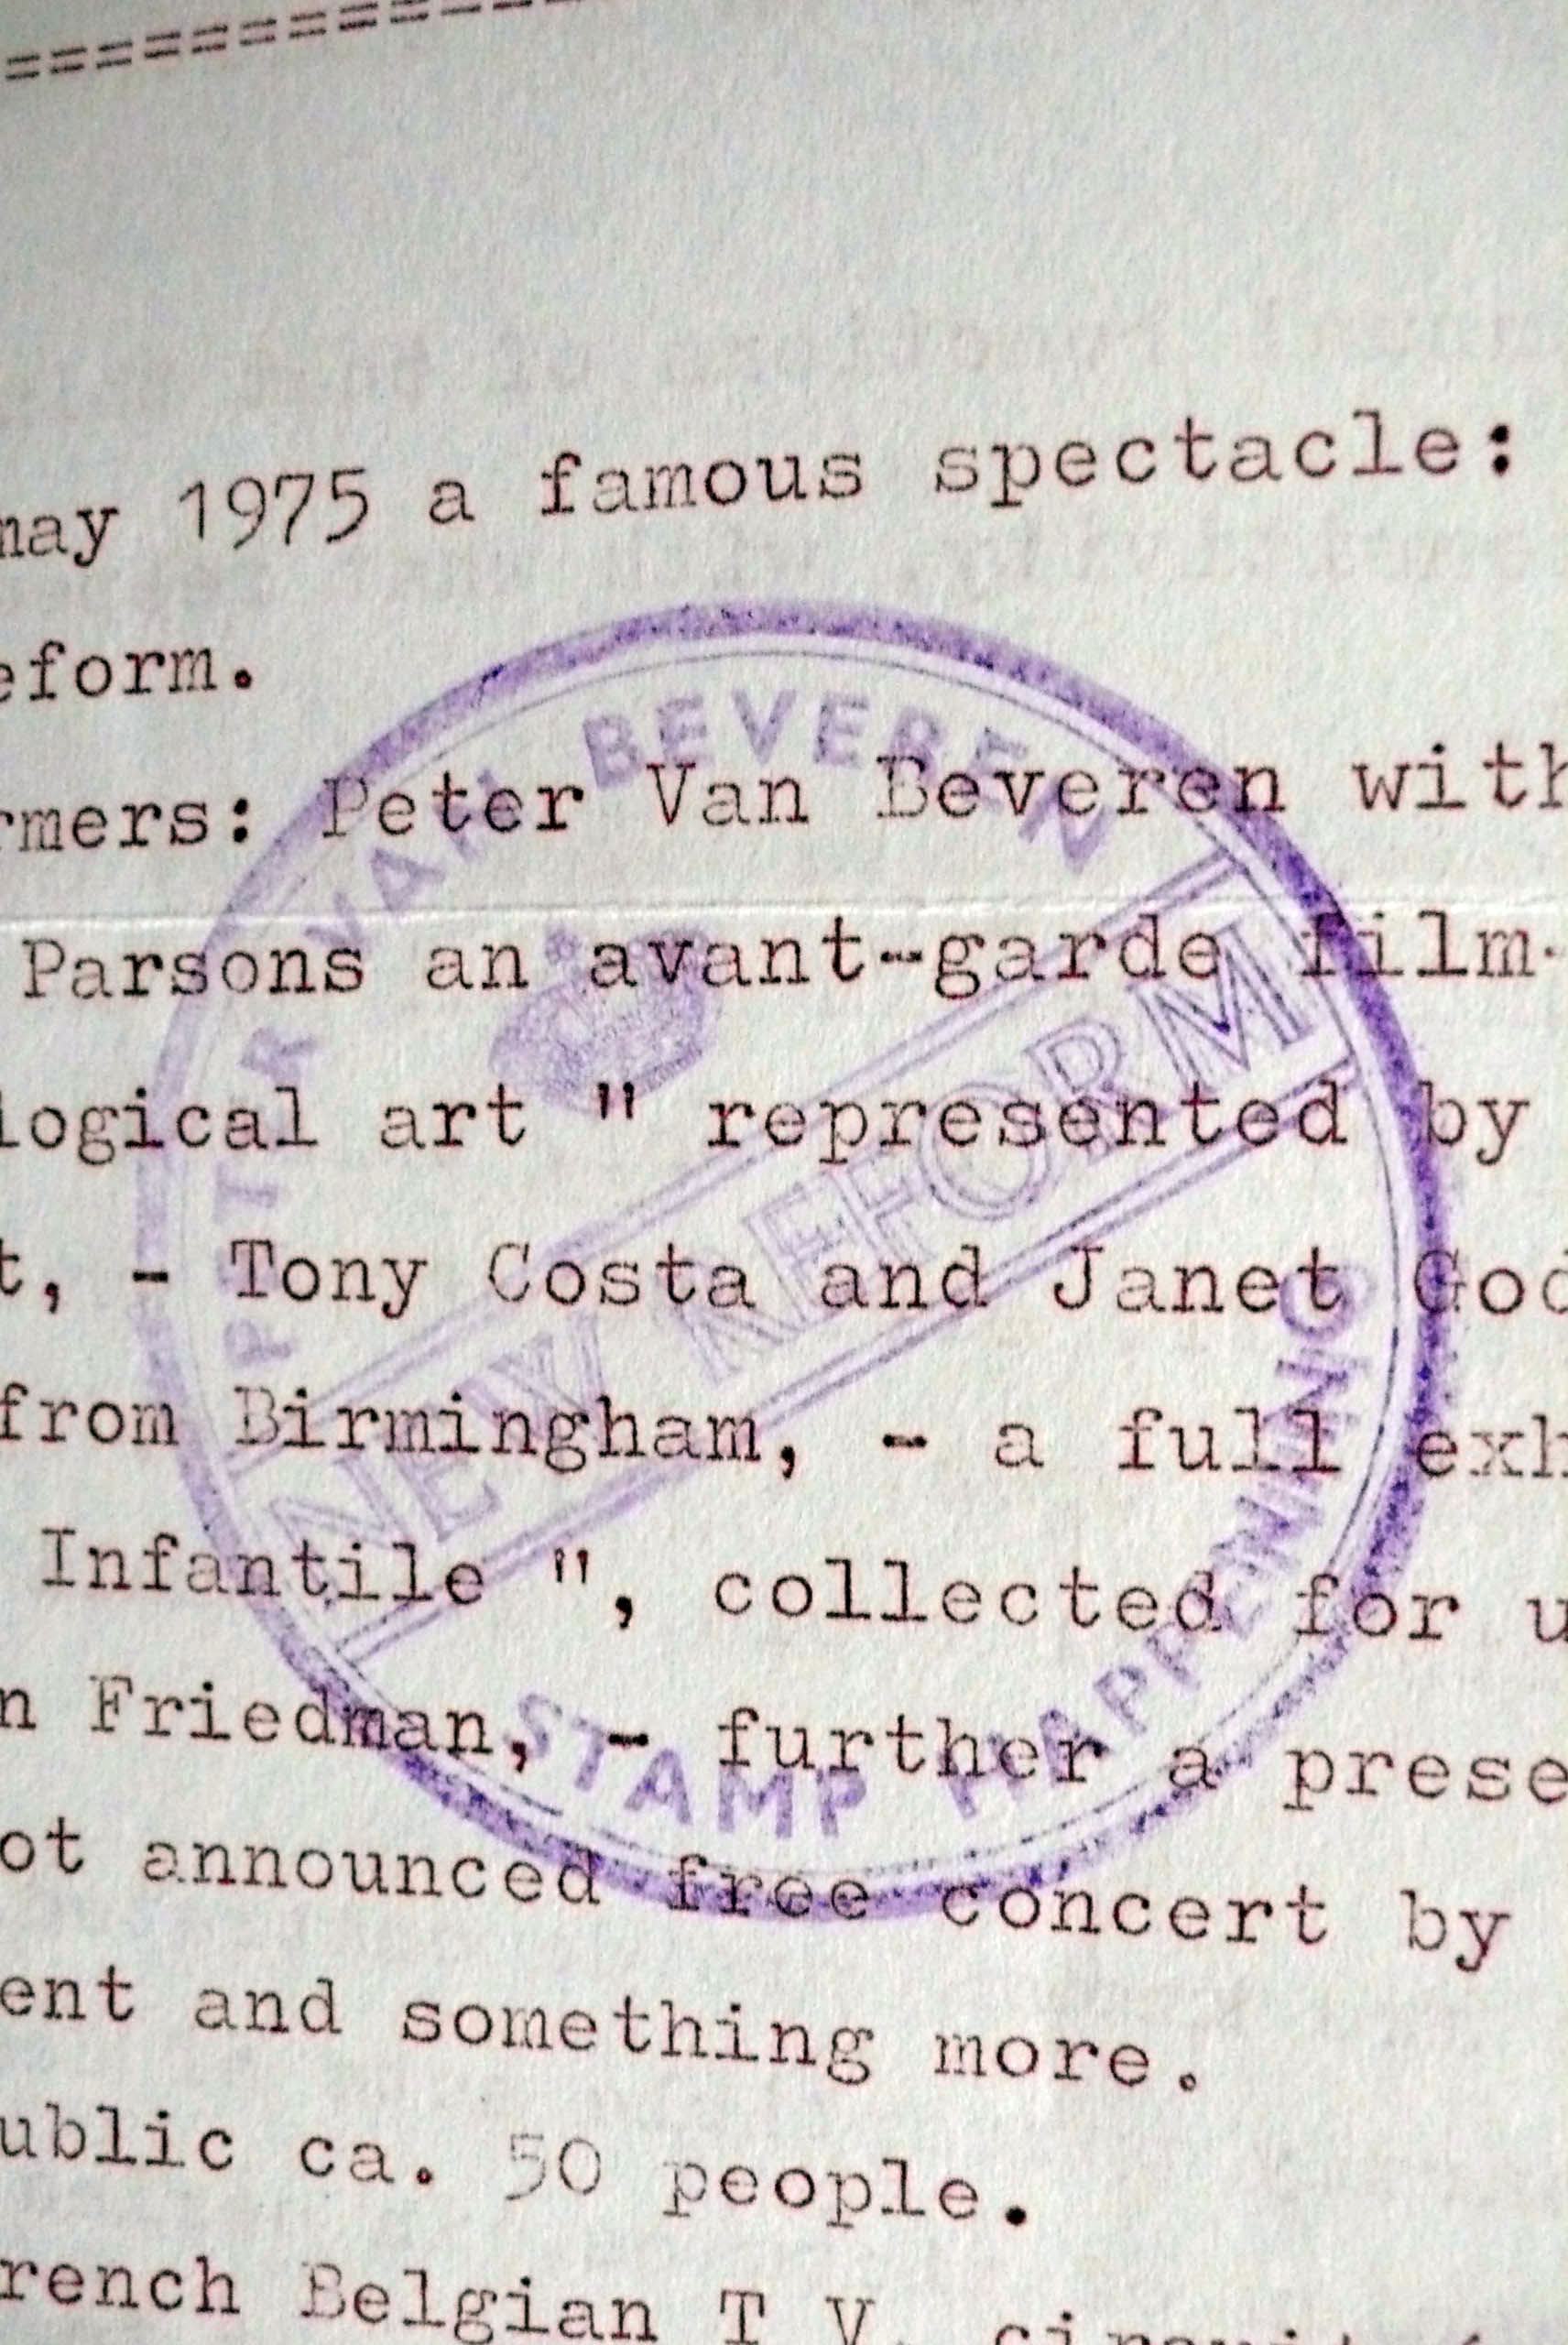 ==============
may 1975 a famous spectacle:
eform.
rmers: Peter Van Beveren with
Parsons an avant-garde film-
logical art " represented by
t, - Tony Costa and Janet God
from Birmingham, - a full exh
Infantile ", collected for u
n Friedman, - further a prese
ot announced free concert by
ent and something more.
ublic ca. 50 people.
rench Belgian T V.
VAN BEVEREN
NEW REFORM
STAMP HAPPENING